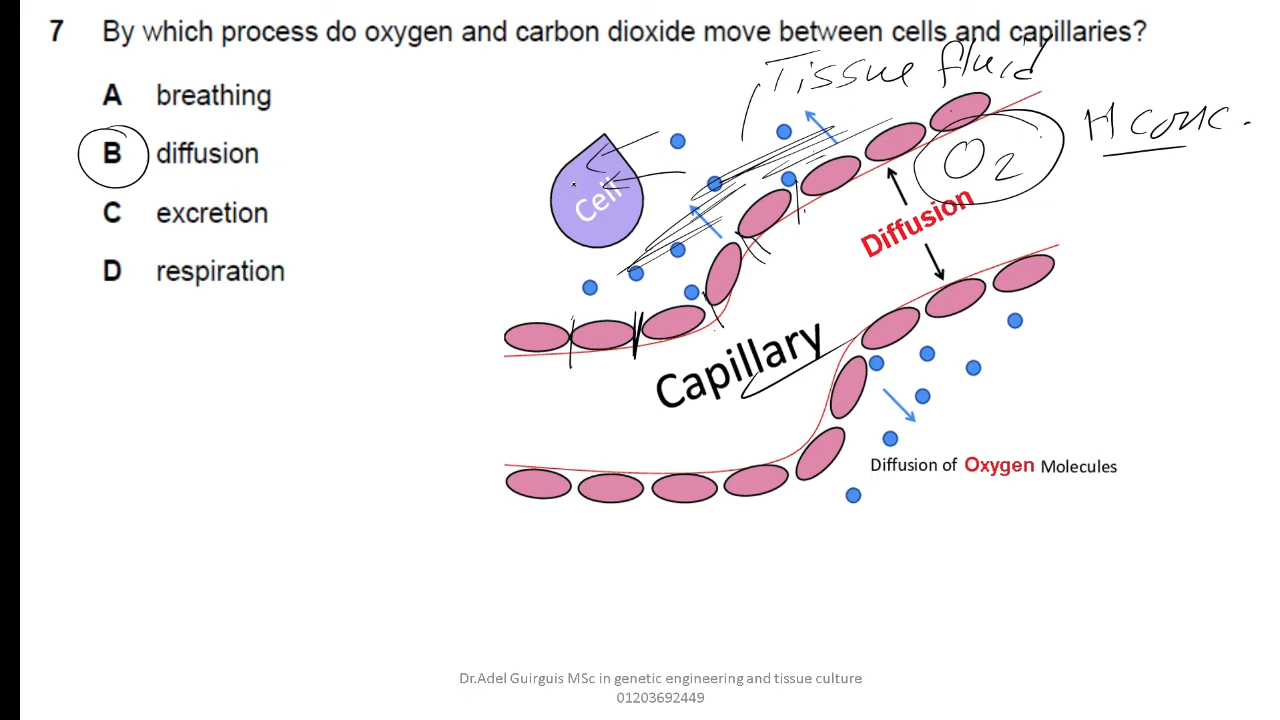 7 By which process do oxygen and carbon dioxide move between cells and capillaries?
Tissue fluid
A breathing
H conc.
B diffusion
O2
Cell
C excretion
Diffusion
D respiration
Capillary
Diffusion of Oxygen Molecules
Dr.Adel Guirguis MSc in genetic engineering and tissue culture
01203692449